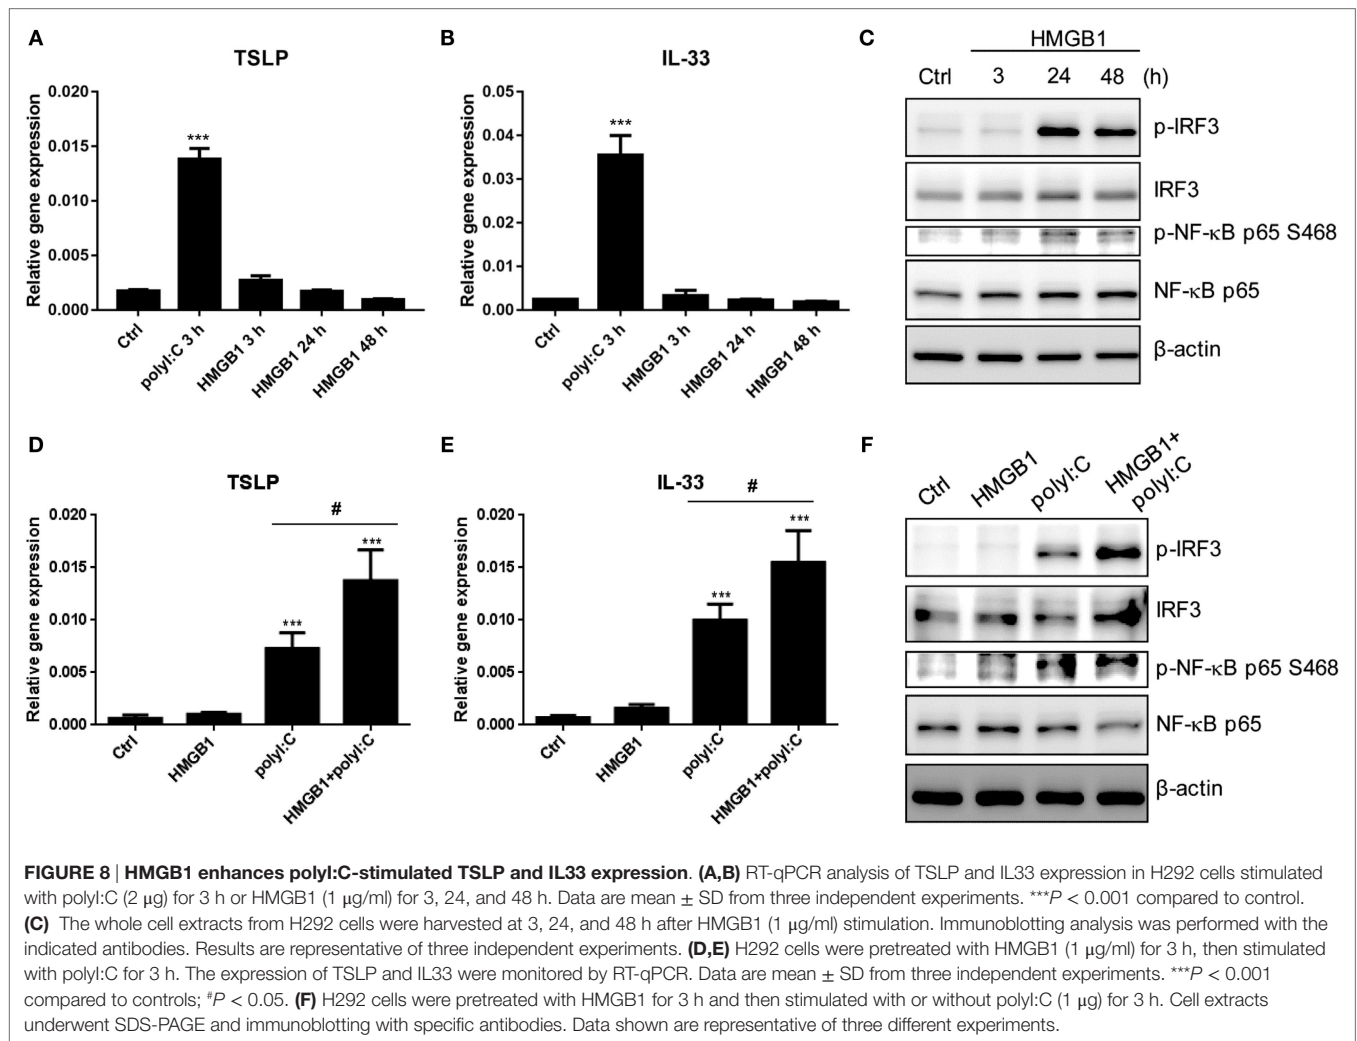 A
TSLP
Relative gene expression
0.020
0.015
0.010
0.005
0.000
***
Ctrl
polyI:C 3 h
HMGB1 3 h
HMGB1 24 h
HMGB1 48 h
B
IL-33
Relative gene expression
0.05
0.04
0.03
0.02
0.01
0.00
***
Ctrl
polyI:C 3 h
HMGB1 3 h
HMGB1 24 h
HMGB1 48 h
C
HMGB1
Ctrl 3 24 48 (h)
p-IRF3
IRF3
p-NF-κB p65 S468
NF-κB p65
β-actin
D
TSLP
Relative gene expression
0.020
0.015
0.010
0.005
0.000
#
***
***
Ctrl
HMGB1
polyI:C
HMGB1+polyI:C
E
IL-33
Relative gene expression
0.020
0.015
0.010
0.005
0.000
#
***
***
Ctrl
HMGB1
polyI:C
HMGB1+polyI:C
F
Ctrl
HMGB1
polyI:C
HMGB1+
polyI:C
p-IRF3
IRF3
p-NF-κB p65 S468
NF-κB p65
β-actin
FIGURE 8 | HMGB1 enhances polyI:C-stimulated TSLP and IL33 expression. (A,B) RT-qPCR analysis of TSLP and IL33 expression in H292 cells stimulated
with polyI:C (2 μg) for 3 h or HMGB1 (1 μg/ml) for 3, 24, and 48 h. Data are mean ± SD from three independent experiments. ***P < 0.001 compared to control.
(C) The whole cell extracts from H292 cells were harvested at 3, 24, and 48 h after HMGB1 (1 μg/ml) stimulation. Immunoblotting analysis was performed with the
indicated antibodies. Results are representative of three independent experiments. (D,E) H292 cells were pretreated with HMGB1 (1 μg/ml) for 3 h, then stimulated
with polyI:C for 3 h. The expression of TSLP and IL33 were monitored by RT-qPCR. Data are mean ± SD from three independent experiments. ***P < 0.001
compared to controls; #P < 0.05. (F) H292 cells were pretreated with HMGB1 for 3 h and then stimulated with or without polyI:C (1 μg) for 3 h. Cell extracts
underwent SDS-PAGE and immunoblotting with specific antibodies. Data shown are representative of three different experiments.